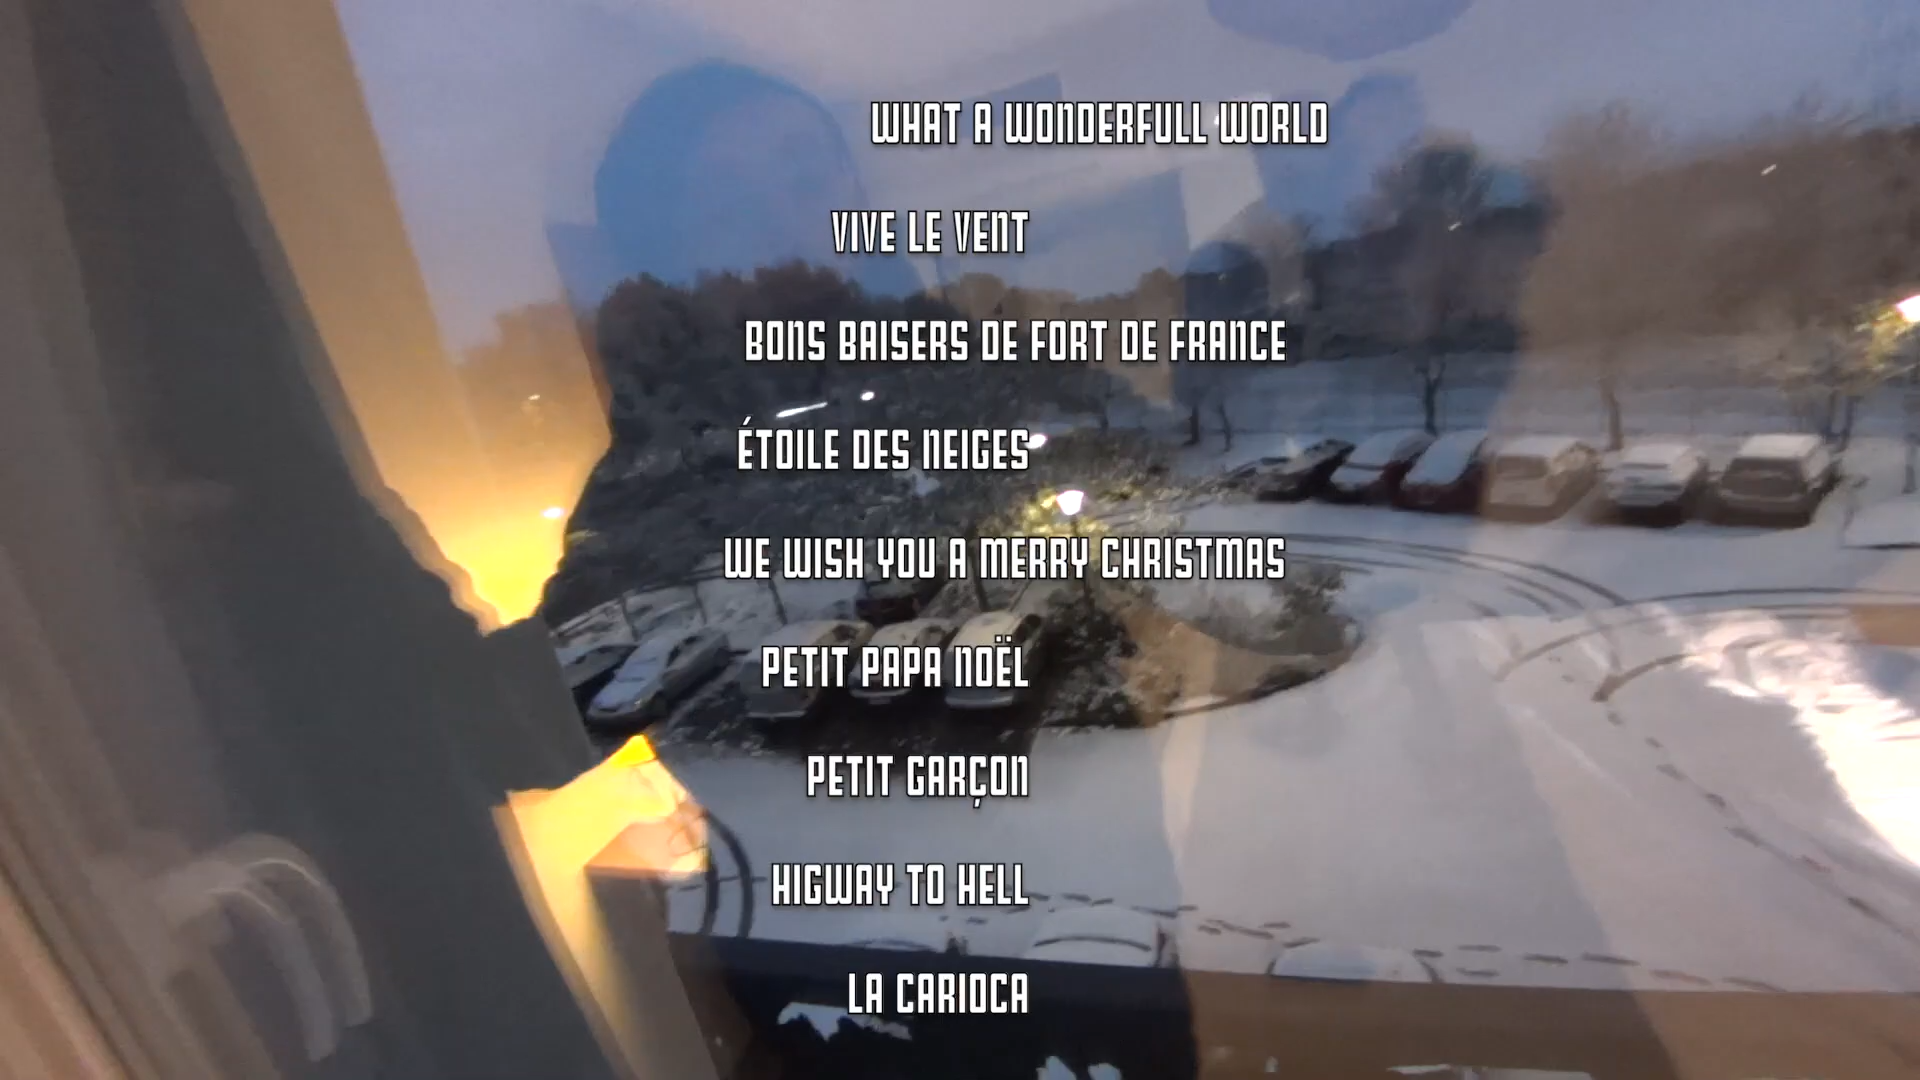 WHAT A WONDERFULL WORLD
VIVE LE VENT
BONS BAISERS DE FORT DE FRANCE
ÉTOILE DES NEIGES
WE WISH YOU A MERRY CHRISTMAS
PETIT PAPA NOËL
PETIT GARÇON
HIGWAY TO HELL
LA CARIOCA